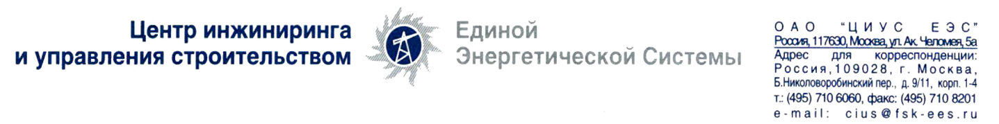 Центр инжиниринга
и управления строительством
Единой
Энергетической Системы
ОАО "ЦИУС ЕЭС"
Россия, 117630, Москва, ул. Ак. Челомея, 5а
Адрес для корреспонденции:
Россия, 109028, г. Москва,
Б.Николоворобинский пер., д. 9/11, корп. 1-4
т.: (495) 710 6060, факс: (495) 710 8201
e-mail: cius@fsk-ees.ru